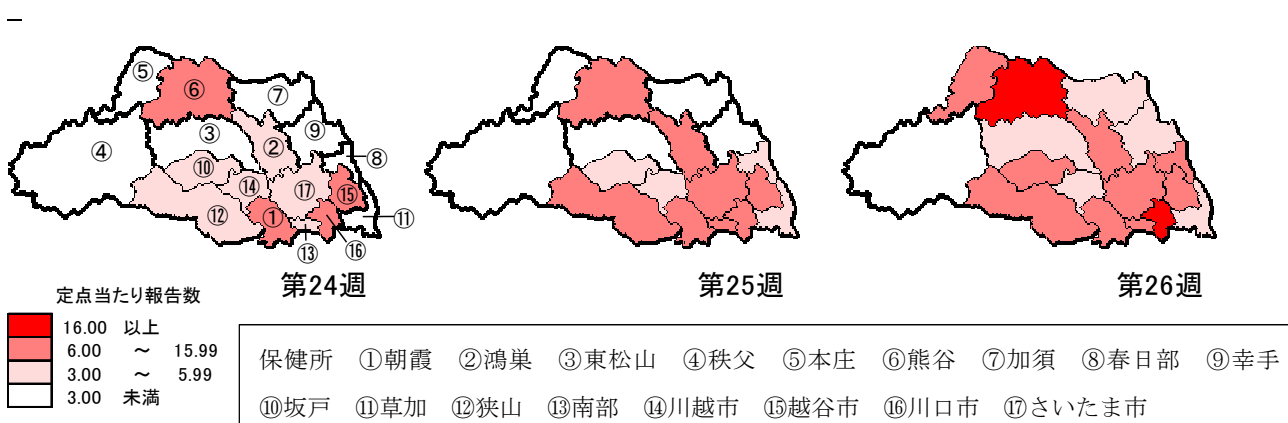 ⑤
⑥
⑦
③
②
⑨
④
⑩
⑧
⑭
⑰
⑮
⑫
①
⑪
⑬
⑯
第24週
第25週
第26週
定点当たり報告数
16.00 以上
6.00 ～ 15.99
3.00 ～ 5.99
3.00 未満
保健所 ①朝霞 ②鴻巣 ③東松山 ④秩父 ⑤本庄 ⑥熊谷 ⑦加須 ⑧春日部 ⑨幸手
⑩坂戸 ⑪草加 ⑫狭山 ⑬南部 ⑭川越市 ⑮越谷市 ⑯川口市 ⑰さいたま市